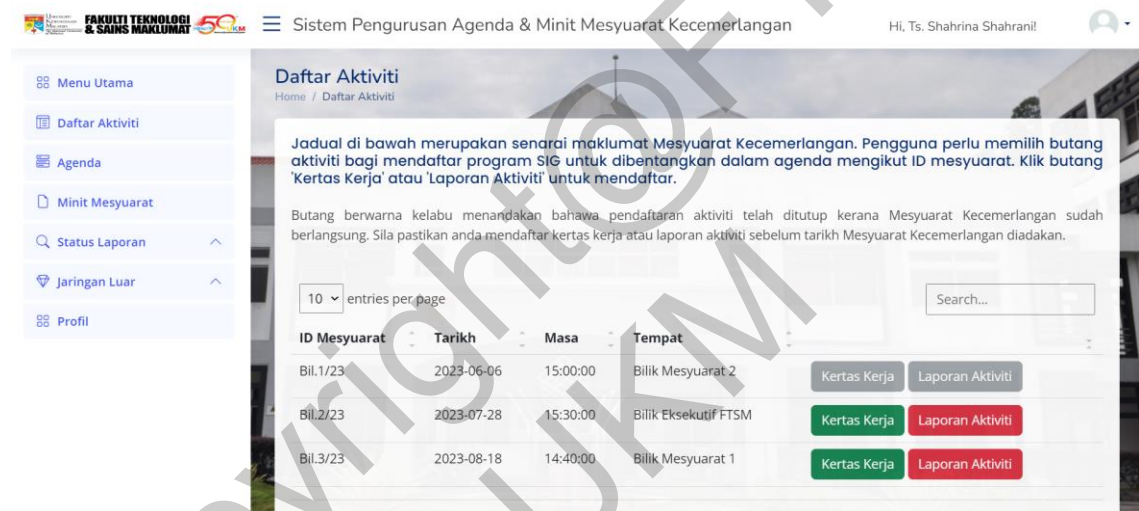 FAKULTI TEKNOLOGI
& SAINS MAKLUMAT
Sistem Pengurusan Agenda & Minit Mesyuarat Kecemerlangan
Hi, Ts. Shahrina Shahrani!
Menu Utama
Daftar Aktiviti
Agenda
Minit Mesyuarat
Status Laporan
Jaringan Luar
Profil
Daftar Aktiviti
Home / Daftar Aktiviti
Jadual di bawah merupakan senarai maklumat Mesyuarat Kecemerlangan. Pengguna perlu memilih butang
aktiviti bagi mendaftar program SIG untuk dibentangkan dalam agenda mengikut ID mesyuarat. Klik butang
'Kertas Kerja' atau 'Laporan Aktiviti' untuk mendaftar.
Butang berwarna kelabu menandakan bahawa pendaftaran aktiviti telah ditutup kerana Mesyuarat Kecemerlangan sudah
berlangsung. Sila pastikan anda mendaftar kertas kerja atau laporan aktiviti sebelum tarikh Mesyuarat Kecemerlangan diadakan.
10 entries per page
Search...
ID Mesyuarat Tarikh Masa Tempat
Bil.1/23 2023-06-06 15:00:00 Bilik Mesyuarat 2 Kertas Kerja Laporan Aktiviti
Bil.2/23 2023-07-28 15:30:00 Bilik Eksekutif FTSM Kertas Kerja Laporan Aktiviti
Bil.3/23 2023-08-18 14:40:00 Bilik Mesyuarat 1 Kertas Kerja Laporan Aktiviti